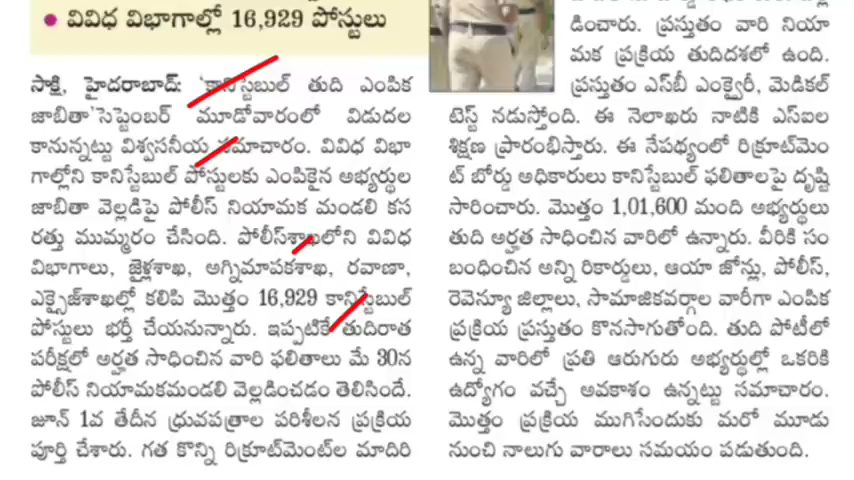 • వివిధ విభాగాల్లో 16,929 పోస్టులు
సాక్షి, హైదరాబాద్: 'కానిస్టేబుల్ తుది ఎంపిక
జాబితా' సెప్టెంబర్ మూడోవారంలో విడుదల
కానున్నట్టు విశ్వసనీయ సమాచారం. వివిధ విభా
గాల్లోని కానిస్టేబుల్ పోస్టులకు ఎంపికైన అభ్యర్థుల
జాబితా వెల్లడిపై పోలీస్ నియామక మండలి కస
రత్తు ముమ్మరం చేసింది. పోలీస్‌శాఖలోని వివిధ
విభాగాలు, జైళ్లశాఖ, అగ్నిమాపకశాఖ, రవాణా,
ఎక్సైజ్‌శాఖల్లో కలిపి మొత్తం 16,929 కానిస్టేబుల్
పోస్టులు భర్తీ చేయనున్నారు. ఇప్పటికే తుదిరాత
పరీక్షలో అర్హత సాధించిన వారి ఫలితాలు మే 30న
పోలీస్ నియామకమండలి వెల్లడించడం తెలిసిందే.
జూన్ 1వ తేదీన ధ్రువపత్రాల పరిశీలన ప్రక్రియ
పూర్తి చేశారు. గత కొన్ని రిక్రూట్‌మెంట్‌ల మాదిరి
డించారు. ప్రస్తుతం వారి నియా
మక ప్రక్రియ తుదిదశలో ఉంది.
ప్రస్తుతం ఎస్‌బీ ఎంక్వైరీ, మెడికల్
టెస్ట్ నడుస్తోంది. ఈ నెలాఖరు నాటికి ఎస్ఐల
శిక్షణ ప్రారంభిస్తారు. ఈ నేపథ్యంలో రిక్రూట్‌మెం
ట్ బోర్డు అధికారులు కానిస్టేబుల్ ఫలితాలపై దృష్టి
సారించారు. మొత్తం 1,01,600 మంది అభ్యర్థులు
తుది అర్హత సాధించిన వారిలో ఉన్నారు. వీరికి సం
బంధించిన అన్ని రికార్డులు, ఆయా జోన్లు, పోలీస్,
రెవెన్యూ జిల్లాలు, సామాజికవర్గాల వారీగా ఎంపిక
ప్రక్రియ ప్రస్తుతం కొనసాగుతోంది. తుది పోటీలో
ఉన్న వారిలో ప్రతి ఆరుగురు అభ్యర్థుల్లో ఒకరికి
ఉద్యోగం వచ్చే అవకాశం ఉన్నట్టు సమాచారం.
మొత్తం ప్రక్రియ ముగిసేందుకు మరో మూడు
నుంచి నాలుగు వారాలు సమయం పడుతుంది.